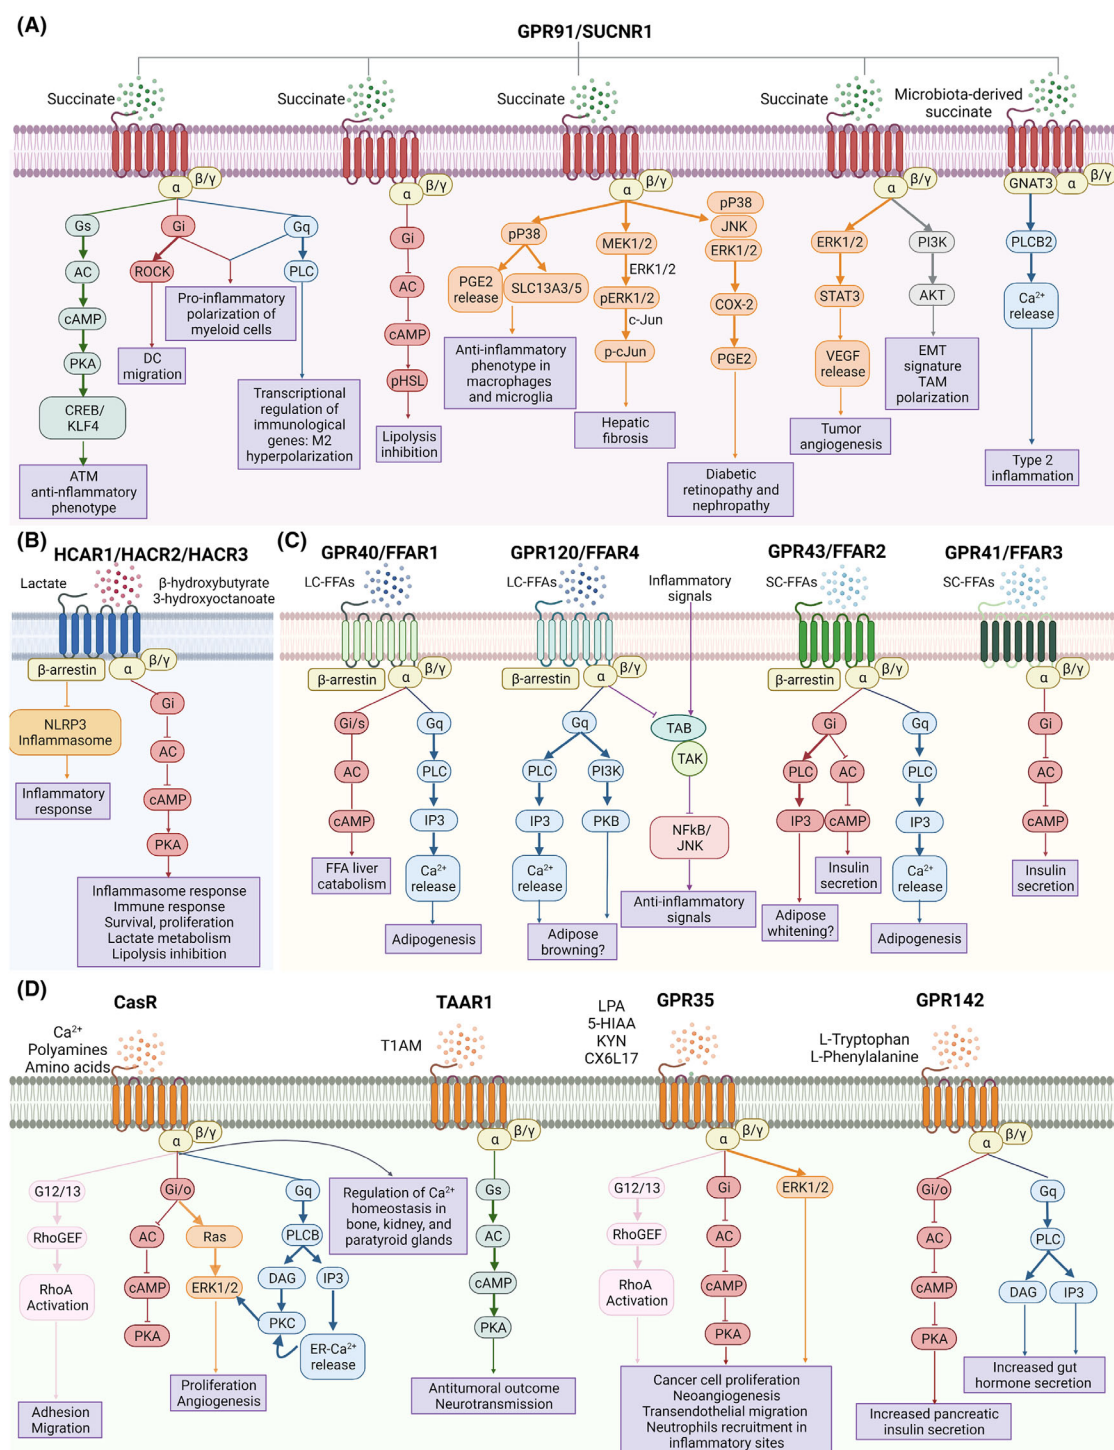 (A)
GPR91/SUCNR1
Succinate
Succinate
Succinate
Succinate
Microbiota-derived
succinate
α
β/γ
α
β/γ
α
β/γ
α
β/γ
GNAT3
α
β/γ
Gs
Gi
Gq
AC
ROCK
PLC
cAMP
PKA
CREB/
KLF4
ATM
anti-nflammatory
phenotype
DC
migration
Pro-inflammatory
polarization of
myeloid cells
Transcriptional
regulation of
immunological
genes: M2
hyperpolarization
Gi
AC
cAMP
pHSL
Lipolysis
inhibition
pP38
PGE2
release
SLC13A3/5
Anti-inflammatory
phenotype in
macrophages
and microglia
MEK1/2
ERK1/2
pERK1/2
c-Jun
p-cJun
Hepatic
fibrosis
pP38
JNK
ERK1/2
COX-2
PGE2
Diabetic
retinopathy and
nephropathy
ERK1/2
STAT3
VEGF
release
Tumor
angiogenesis
PI3K
AKT
EMT
signature
TAM
polarization
PLCB2
Ca²⁺
release
Type 2
inflammation
(B)
HCAR1/HACR2/HACR3
Lactate
β-hydroxybutyrate
3-hydroxyoctanoate
β-arrestin
α
β/γ
NLRP3
Inflammasome
Inflammatory
response
Gi
AC
cAMP
PKA
Inflammasome response
Immune response
Survival, proliferation
Lactate metabolism
Lipolysis inhibition
(C)
GPR40/FFAR1
LC-FFAs
β-arrestin
α
β/γ
Gi/s
AC
cAMP
FFA liver
catabolism
Gq
PLC
IP3
Ca²⁺
release
Adipogenesis
GPR120/FFAR4
LC-FFAs
Inflammatory
signals
β-arrestin
α
β/γ
Gq
PLC
PI3K
IP3
PKB
Ca²⁺
release
Adipose
browning?
TAB
TAK
NFkB/
JNK
Anti-inflammatory
signals
GPR43/FFAR2
SC-FFAs
β-arrestin
α
β/γ
Gi
PLC
AC
IP3
cAMP
Insulin
secretion
Adipose
whitening?
Gq
PLC
IP3
Ca²⁺
release
Adipogenesis
GPR41/FFAR3
SC-FFAs
α
β/γ
Gi
AC
cAMP
Insulin
secretion
(D)
CasR
Ca²⁺
Polyamines
Amino acids
α
β/γ
G12/13
RhoGEF
RhoA
Activation
Adhesion
Migration
Gi/o
AC
cAMP
PKA
Ras
ERK1/2
Proliferation
Angiogenesis
Gq
PLCB
DAG
IP3
PKC
ER-Ca²⁺
release
Regulation of Ca²⁺
homeostasis in
bone, kidney, and
paratyroid glands
TAAR1
T1AM
α
β/γ
Gs
AC
cAMP
PKA
Antitumoral outcome
Neurotransmission
GPR35
LPA
5-HIAA
KYN
CX6L17
α
β/γ
G12/13
RhoGEF
RhoA
Activation
Gi
AC
cAMP
PKA
ERK1/2
Cancer cell proliferation
Neoangiogenesis
Transendothelial migration
Neutrophils recruitment in
inflammatory sites
GPR142
L-Tryptophan
L-Phenylalanine
α
β/γ
Gi/o
AC
cAMP
PKA
Increased pancreatic
insulin secretion
Gq
PLC
DAG
IP3
Increased gut
hormone secretion